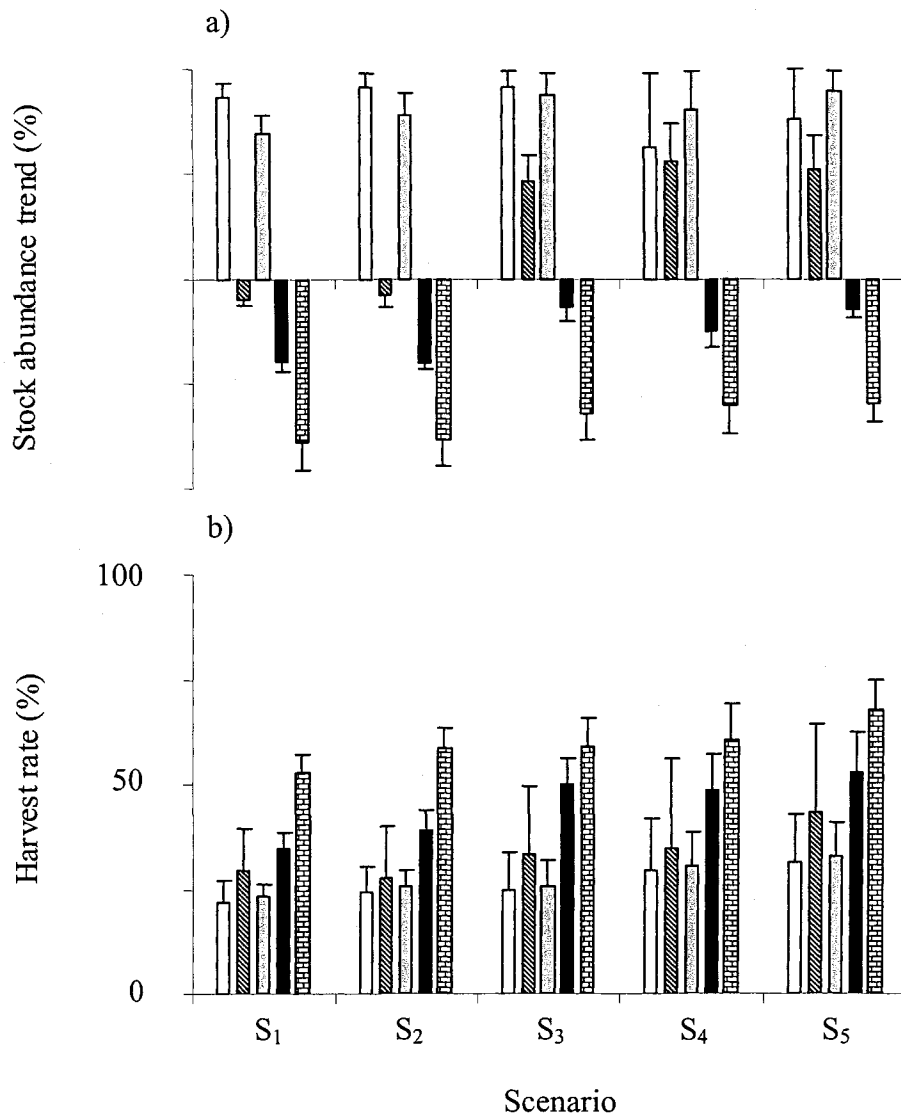 a)
Stock abundance trend (%)
b)
100
50
0
Harvest rate (%)
S₁ S₂ S₃ S₄ S₅
Scenario